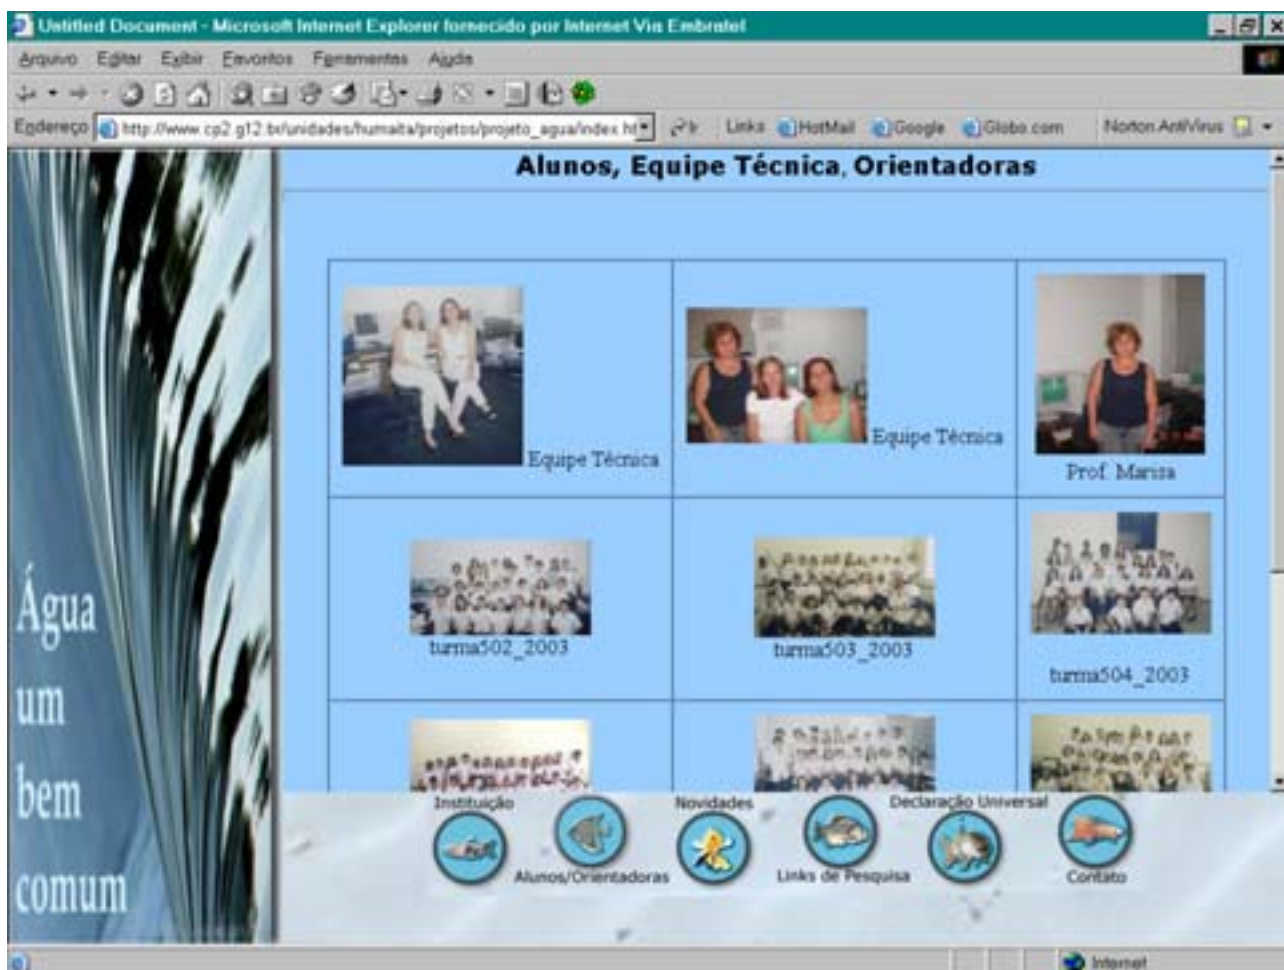 Untitled Document - Microsoft Internet Explorer fornecido por Internet Via Embratel
Arquivo Editar Exibir Favoritos Ferramentas Ajuda
Endereço http://www.cp2.g12.br/unidades/humaita/projetos/projeto_agua/index.ht Ir Links HotMail Google Globo.com Norton AntiVirus
Alunos, Equipe Técnica, Orientadoras
Equipe Técnica
Equipe Técnica
Prof. Mariza
turma502_2003
turma503_2003
turma504_2003
Água
um
bem
comum
Instituição
Alunos/Orientadoras
Novidades
Links de Pesquisa
Declaração Universal
Contato
Internet